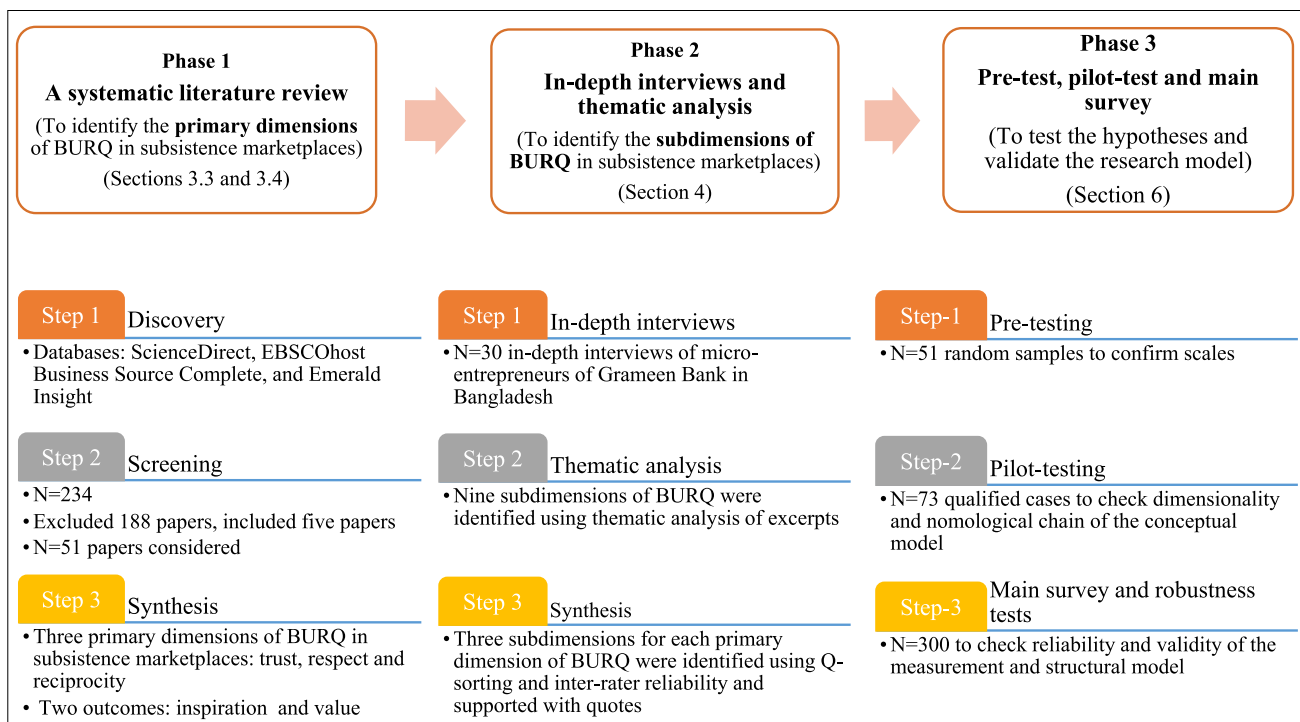 Phase 1
A systematic literature review
(To identify the primary dimensions
of BURQ in subsistence marketplaces)
(Sections 3.3 and 3.4)
Phase 2
In-depth interviews and
thematic analysis
(To identify the subdimensions of
BURQ in subsistence marketplaces)
(Section 4)
Phase 3
Pre-test, pilot-test and main
survey
(To test the hypotheses and
validate the research model)
(Section 6)
Step 1 Discovery
• Databases: ScienceDirect, EBSCOhost
Business Source Complete, and Emerald
Insight
Step 2 Screening
• N=234
• Excluded 188 papers, included five papers
• N=51 papers considered
Step 3 Synthesis
• Three primary dimensions of BURQ in
subsistence marketplaces: trust, respect and
reciprocity
• Two outcomes: inspiration and value
Step 1 In-depth interviews
• N=30 in-depth interviews of micro-
entrepreneurs of Grameen Bank in
Bangladesh
Step 2 Thematic analysis
• Nine subdimensions of BURQ were
identified using thematic analysis of excerpts
Step 3 Synthesis
• Three subdimensions for each primary
dimension of BURQ were identified using Q-
sorting and inter-rater reliability and
supported with quotes
Step-1 Pre-testing
• N=51 random samples to confirm scales
Step-2 Pilot-testing
• N=73 qualified cases to check dimensionality
and nomological chain of the conceptual
model
Step-3 Main survey and robustness
tests
• N=300 to check reliability and validity of the
measurement and structural model